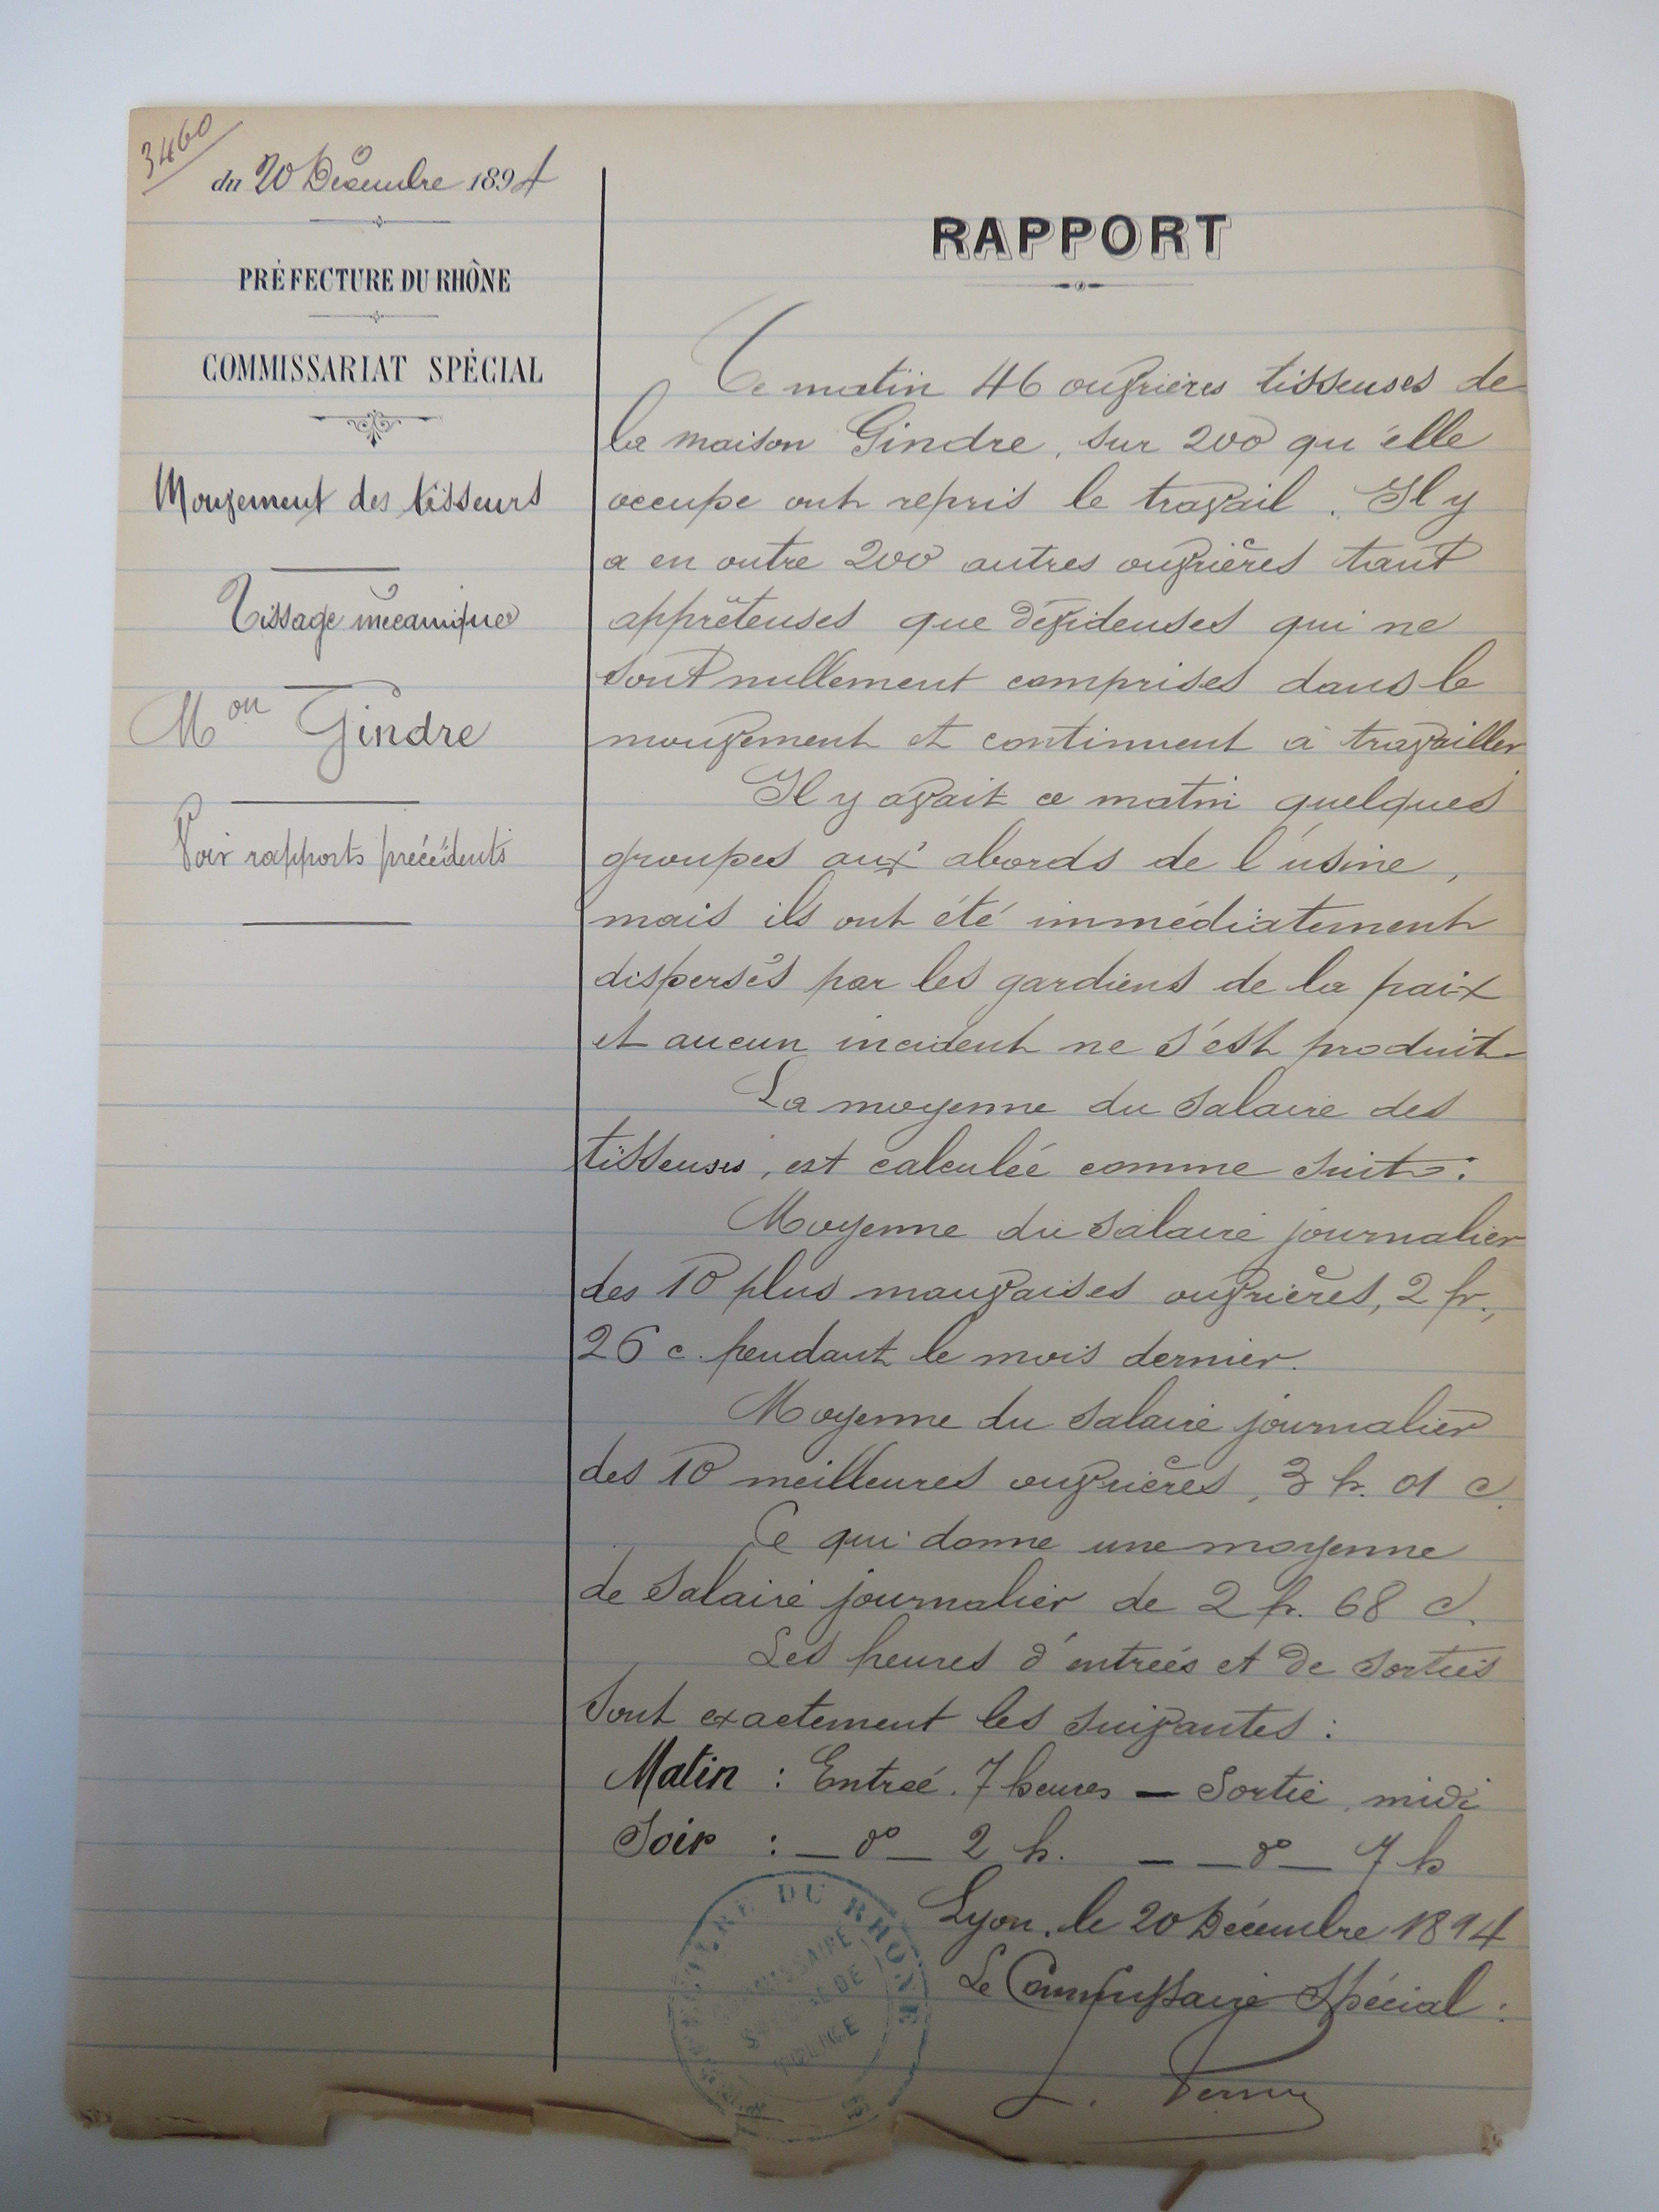 3460
du 20 Décembre 1894
PRÉFECTURE DU RHÔNE
COMMISSARIAT SPÉCIAL
Mouvement des tisseurs
Tissage mécanique
Mon Gindre
Voir rapports précédents
RAPPORT
Ce matin 46 ouvrières tisseuses de
la maison Gindre, sur 200 qu'elle
occupe ont repris le travail. Il y
a en outre 200 autres ouvrières tant
apprêteuses que dévideuses qui ne
sont nullement comprises dans le
mouvement et continuent à travailler.
Il y avait ce matin quelques
groupes aux abords de l'usine,
mais ils ont été immédiatement
dispersés par les gardiens de la paix
et aucun incident ne s'est produit.
La moyenne du salaire des
tisseuses, est calculée comme suit :
Moyenne du salaire journalier
des 10 plus mauvaises ouvrières, 2 fr.,
26 c. pendant le mois dernier.
Moyenne du salaire journalier
des 10 meilleures ouvrières, 3 fr. 01 c.
Ce qui donne une moyenne
de salaire journalier de 2 fr. 68 c.
Les heures d'entrées et de sorties
sont exactement les suivantes :
Matin : Entrée. 7 heures — Sortie, midi
Soir : — do — 2 h. — — do — 7 h
Lyon, le 20 Décembre 1894
Le Commissaire Spécial :
PRÉFECTURE DU RHÔNE
COMMISSAIRE
SPÉCIAL DE
POLICE
L.